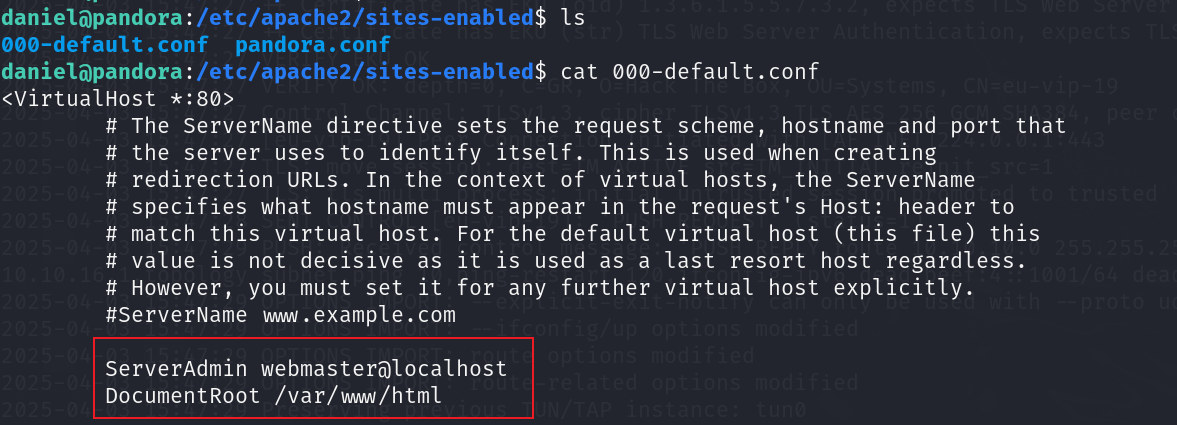 daniel@pandora:/etc/apache2/sites-enabled$ ls
000-default.conf  pandora.conf
daniel@pandora:/etc/apache2/sites-enabled$ cat 000-default.conf
<VirtualHost *:80>
        # The ServerName directive sets the request scheme, hostname and port that
        # the server uses to identify itself. This is used when creating
        # redirection URLs. In the context of virtual hosts, the ServerName
        # specifies what hostname must appear in the request's Host: header to
        # match this virtual host. For the default virtual host (this file) this
        # value is not decisive as it is used as a last resort host regardless.
        # However, you must set it for any further virtual host explicitly.
        #ServerName www.example.com

        ServerAdmin webmaster@localhost
        DocumentRoot /var/www/html